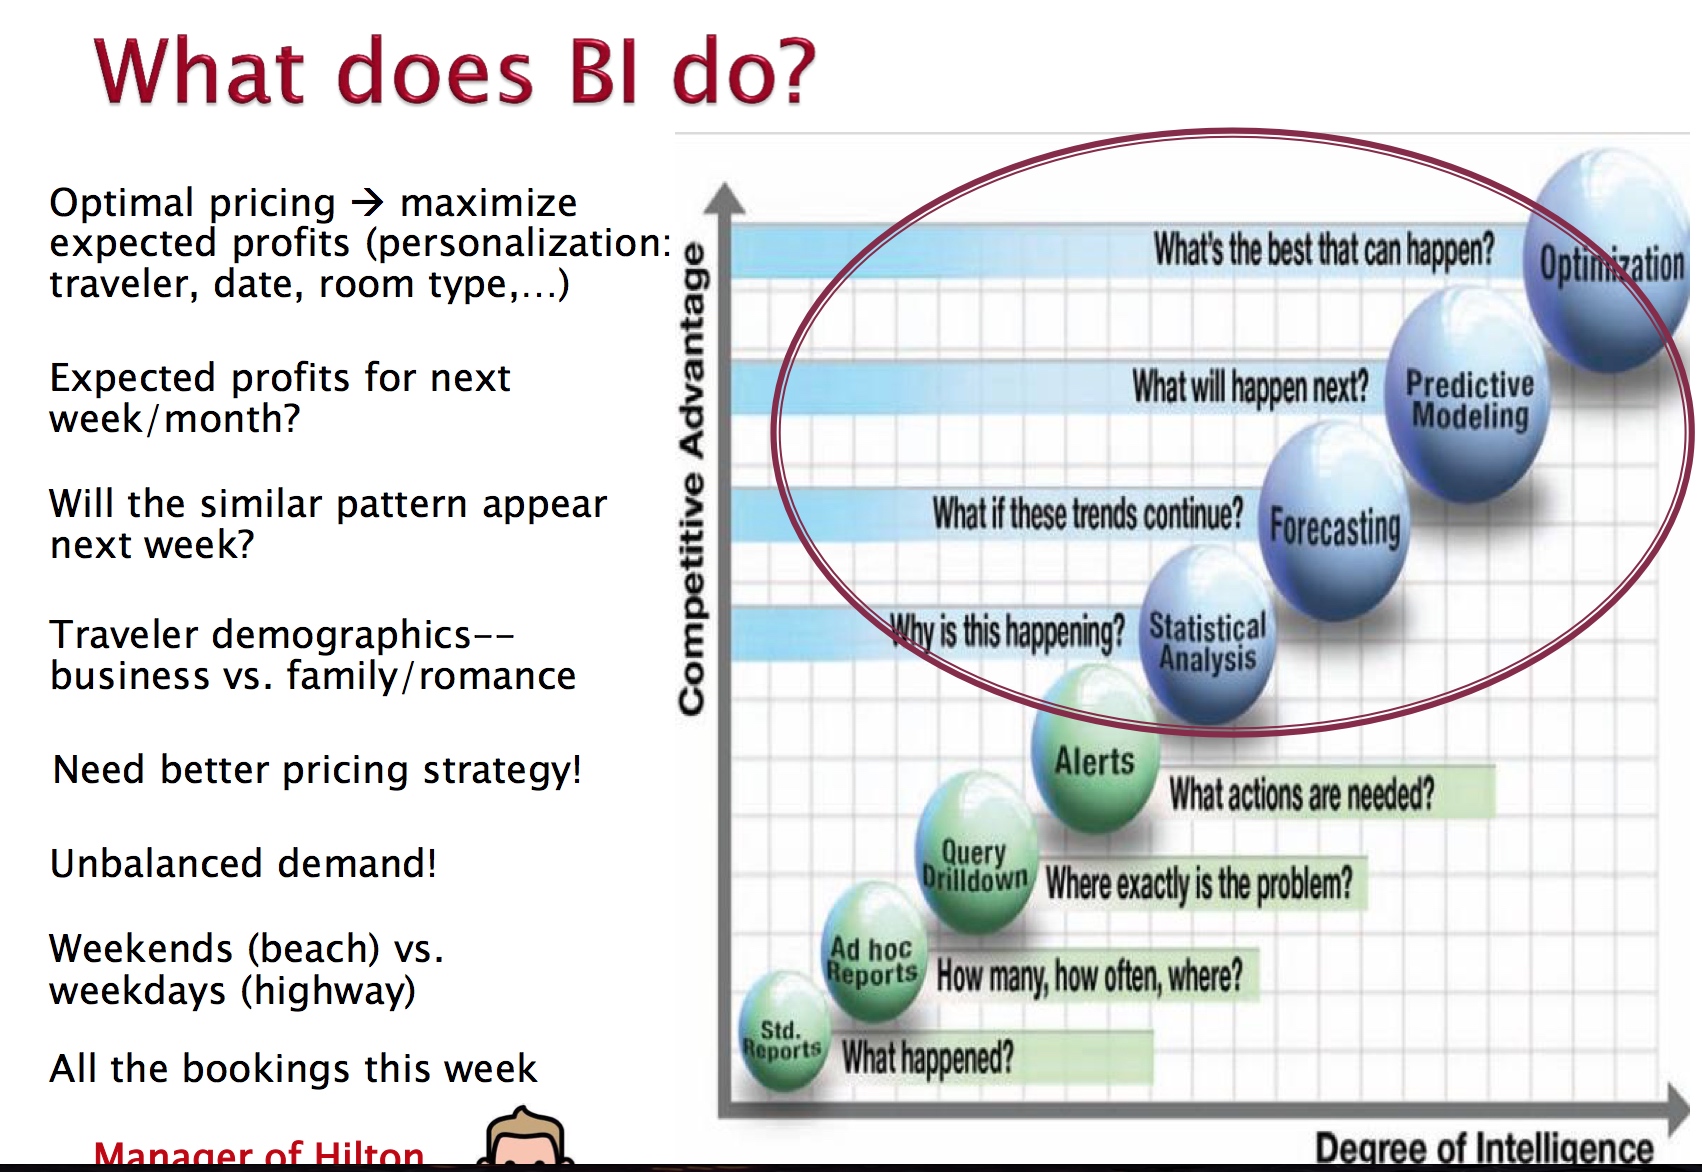 What does BI do?
Optimal pricing → maximize
expected profits (personalization:
traveler, date, room type,...)
Expected profits for next
week/month?
Will the similar pattern appear
next week?
Traveler demographics--
business vs. family/romance
Need better pricing strategy!
Unbalanced demand!
Weekends (beach) vs.
weekdays (highway)
All the bookings this week
Manager of Hilton
Competitive Advantage
What's the best that can happen?
Optimization
What will happen next?
Predictive
Modeling
What if these trends continue?
Forecasting
Why is this happening?
Statistical
Analysis
Alerts
What actions are needed?
Query
Drilldown
Where exactly is the problem?
Ad hoc
Reports
How many, how often, where?
Std.
Reports
What happened?
Degree of Intelligence